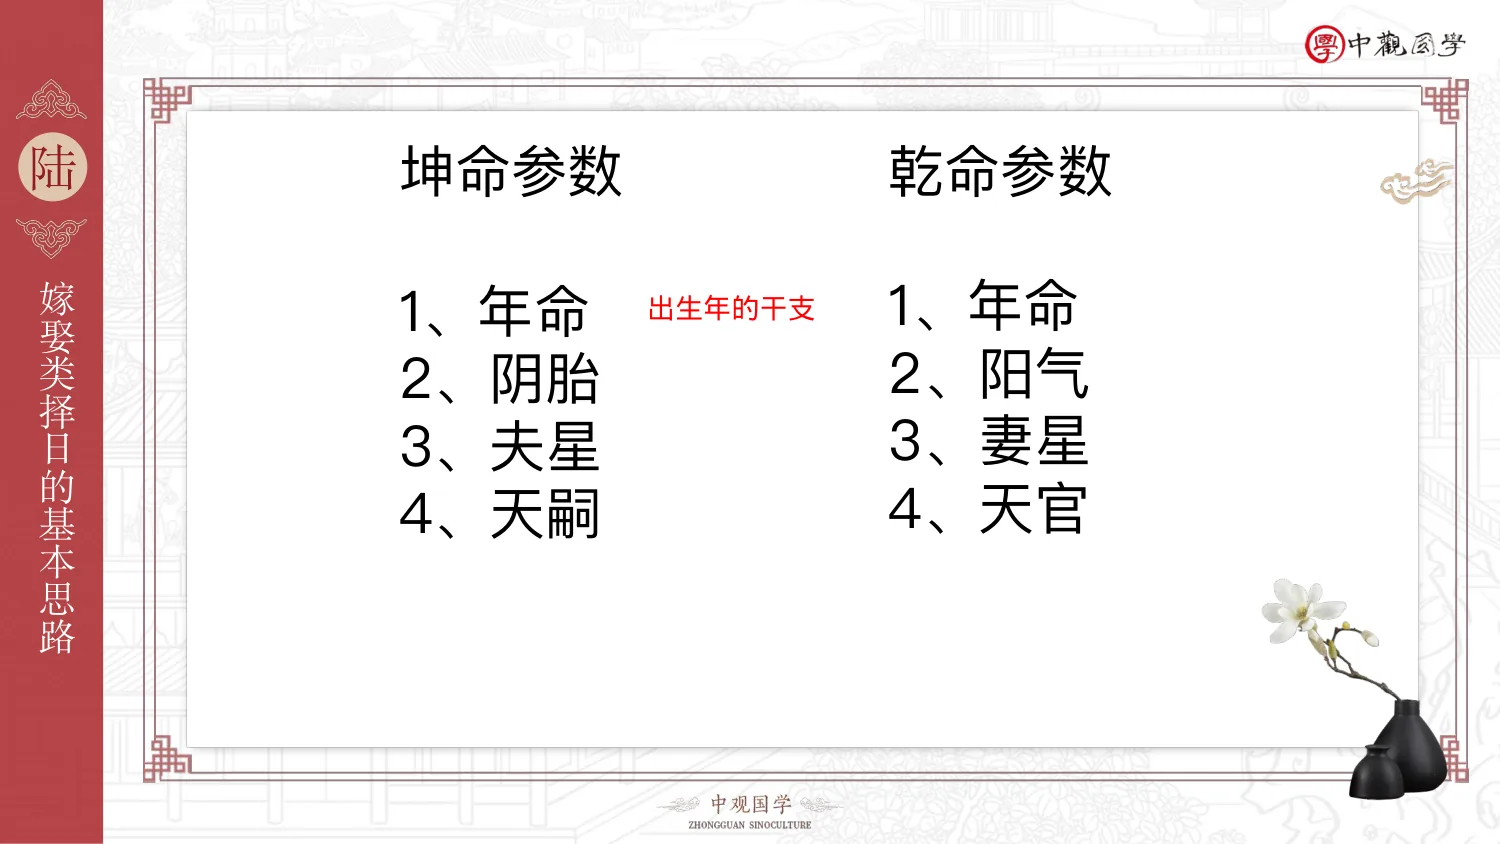 陆
嫁娶类择日的基本思路
學中觀国學
坤命参数
1、年命
出生年的干支
2、阴胎
3、夫星
4、天嗣
乾命参数
1、年命
2、阳气
3、妻星
4、天官
中观国学
ZHONGGUAN SINOCULTURE